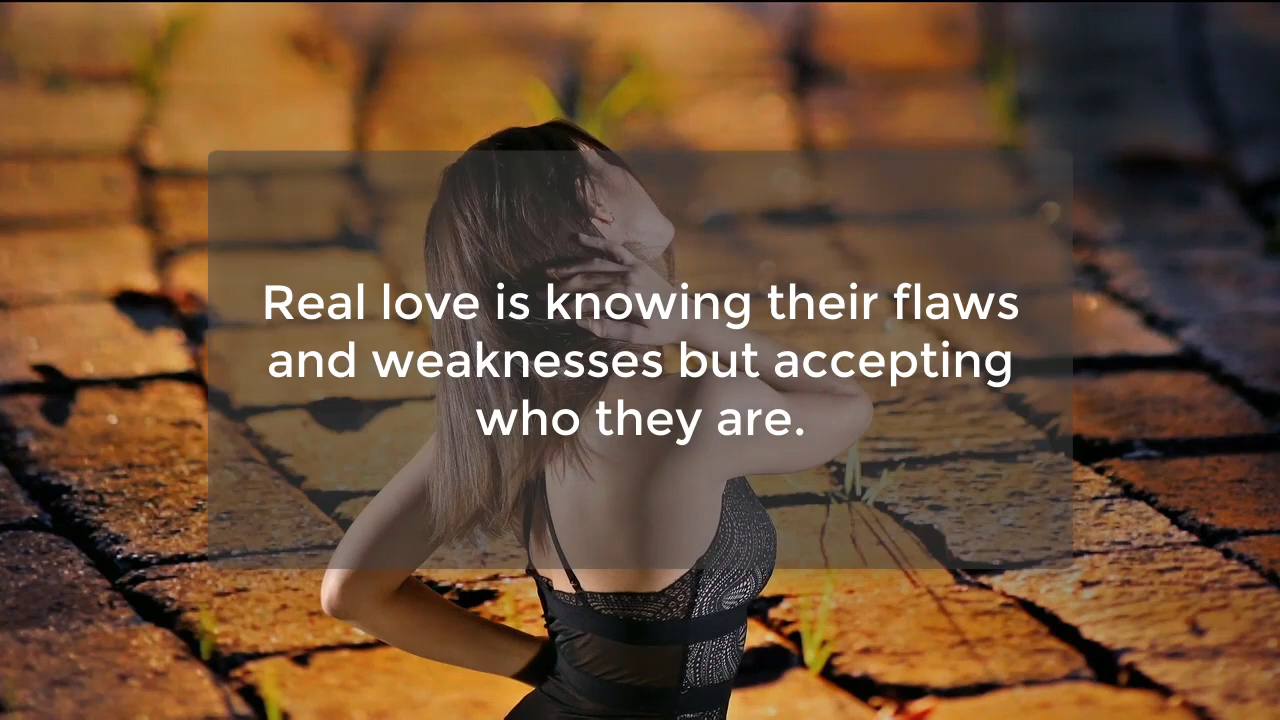 Real love is knowing their flaws
and weaknesses but accepting
who they are.